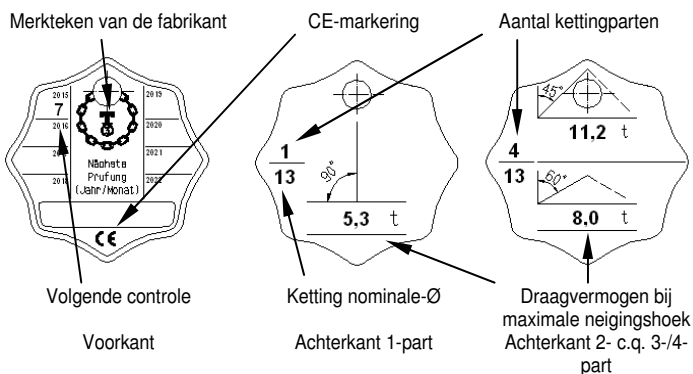 Merkteken van de fabrikant
CE-markering
Aantal kettingparten
2015
7
2016
2018
2019
2020
2021
Nächste
Prüfung
(Jahr/Monat)
CE
1
13
90°
5,3 t
4
13
45°
11,2 t
60°
8,0 t
Volgende controle
Ketting nominale-Ø
Draagvermogen bij
maximale neigingshoek
Voorkant
Achterkant 1-part
Achterkant 2- c.q. 3-/4-
part